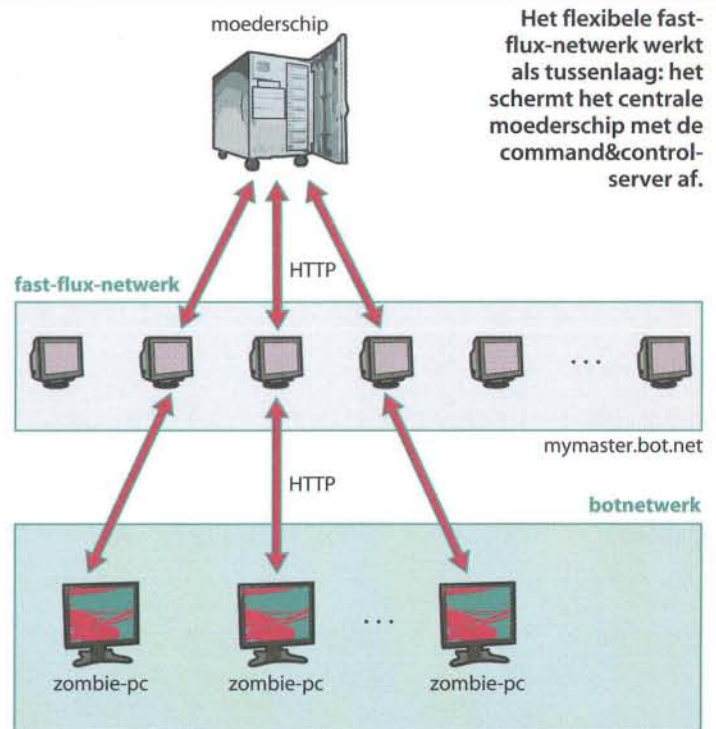 moederschip
Het flexibele fast-
flux-netwerk werkt
als tussenlaag: het
schermt het centrale
moederschip met de
command&control-
server af.
HTTP
fast-flux-netwerk
...
mymaster.bot.net
HTTP
botnetwerk
...
zombie-pc zombie-pc zombie-pc